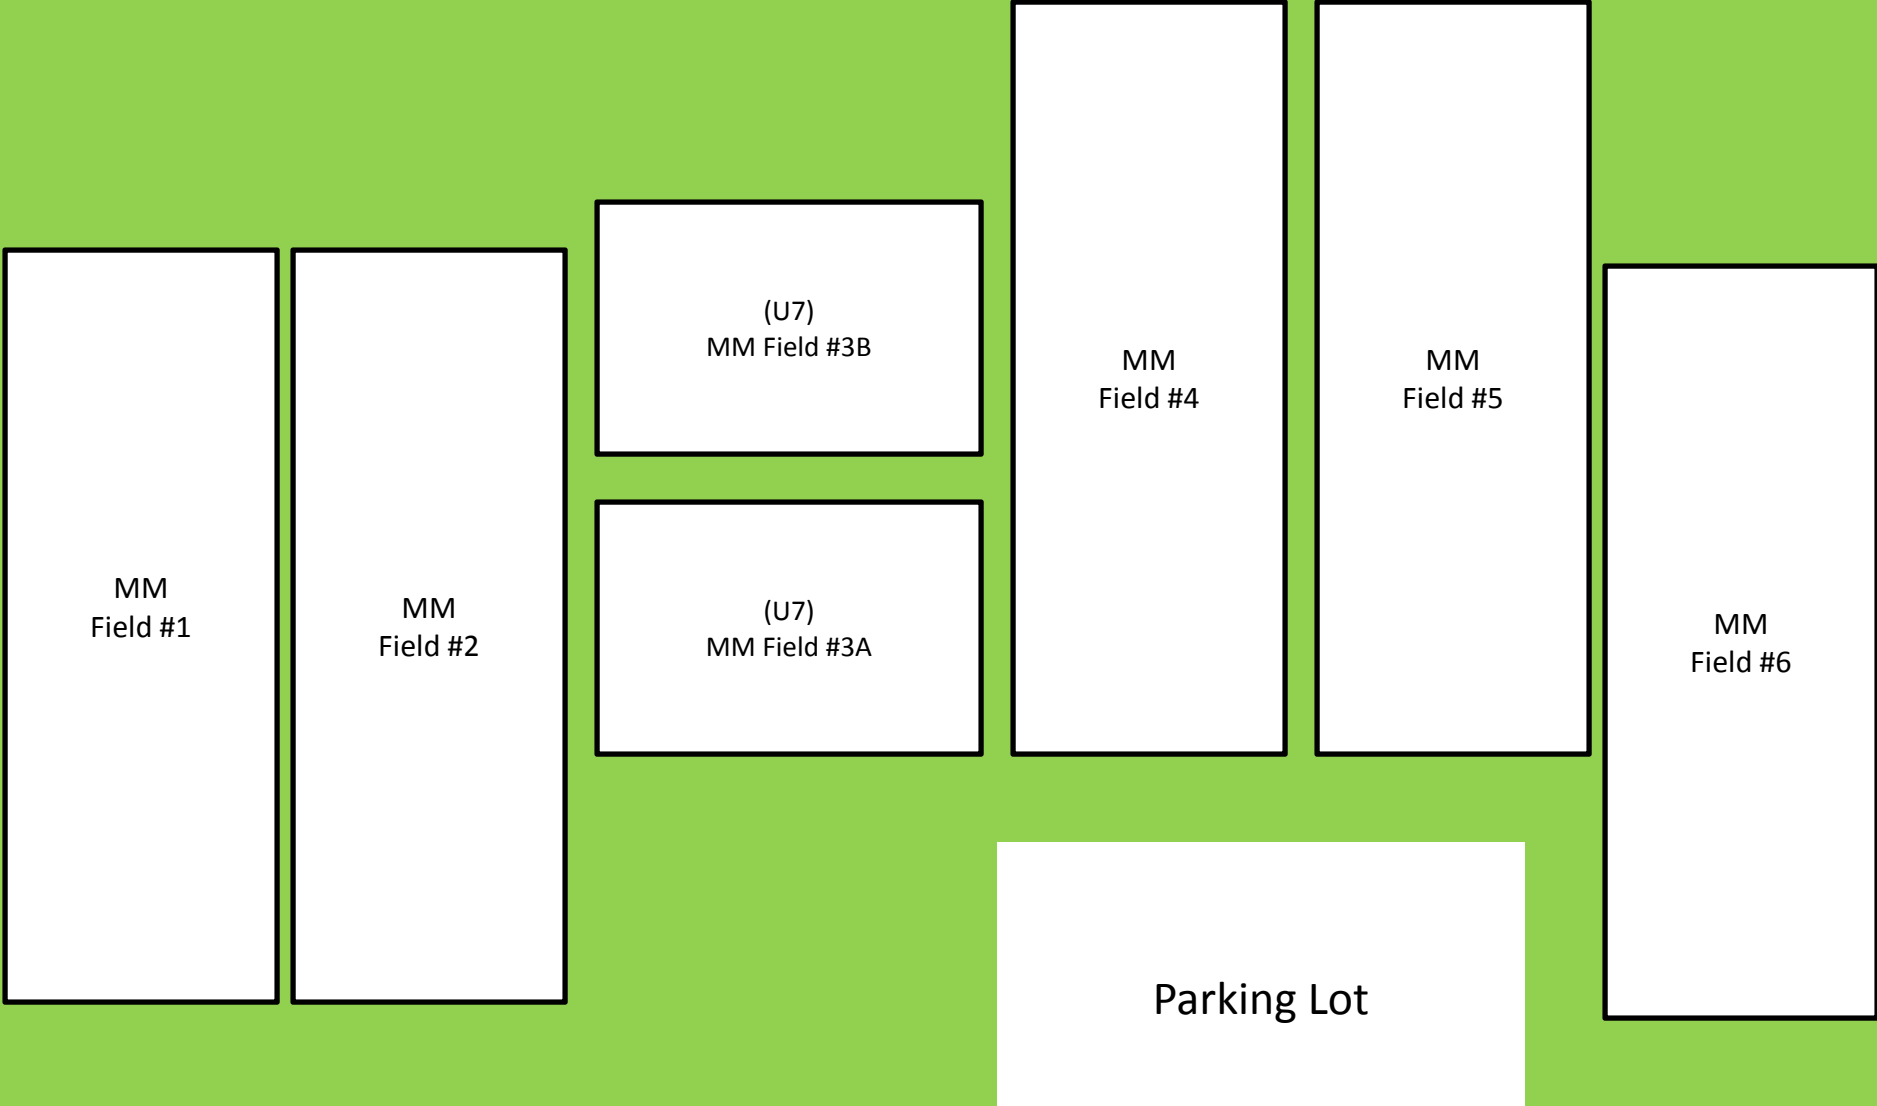 MM
Field #1
MM
Field #2
(U7)
MM Field #3B
(U7)
MM Field #3A
MM
Field #4
MM
Field #5
MM
Field #6
Parking Lot